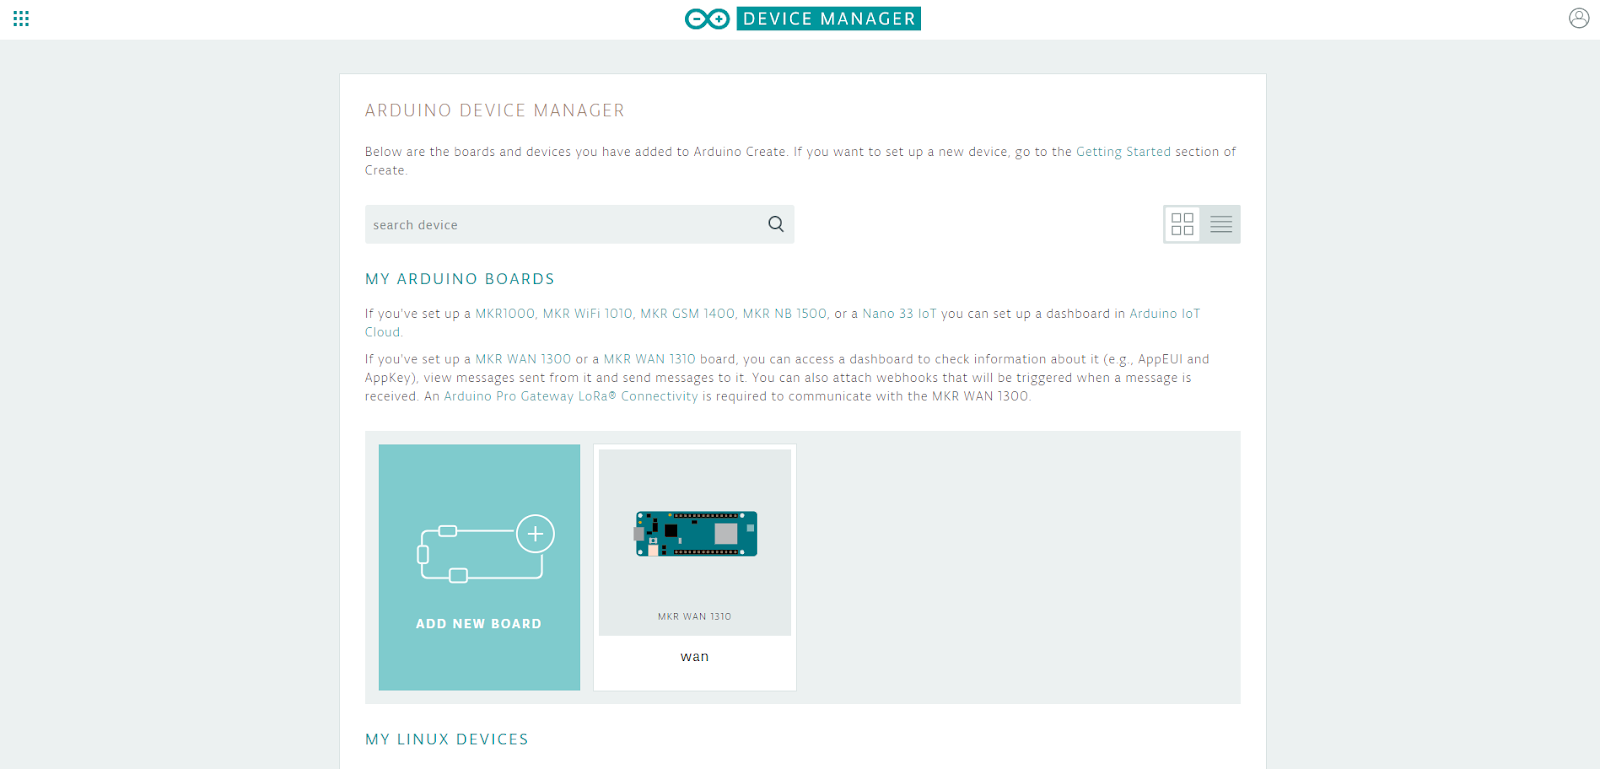 DEVICE MANAGER
ARDUINO DEVICE MANAGER
Below are the boards and devices you have added to Arduino Create. If you want to set up a new device, go to the Getting Started section of
Create.
search device
MY ARDUINO BOARDS
If you've set up a MKR1000, MKR WiFi 1010, MKR GSM 1400, MKR NB 1500, or a Nano 33 IoT you can set up a dashboard in Arduino IoT
Cloud.
If you've set up a MKR WAN 1300 or a MKR WAN 1310 board, you can access a dashboard to check information about it (e.g., AppEUI and
AppKey), view messages sent from it and send messages to it. You can also attach webhooks that will be triggered when a message is
received. An Arduino Pro Gateway LoRa® Connectivity is required to communicate with the MKR WAN 1300.
ADD NEW BOARD
MKR WAN 1310
wan
MY LINUX DEVICES